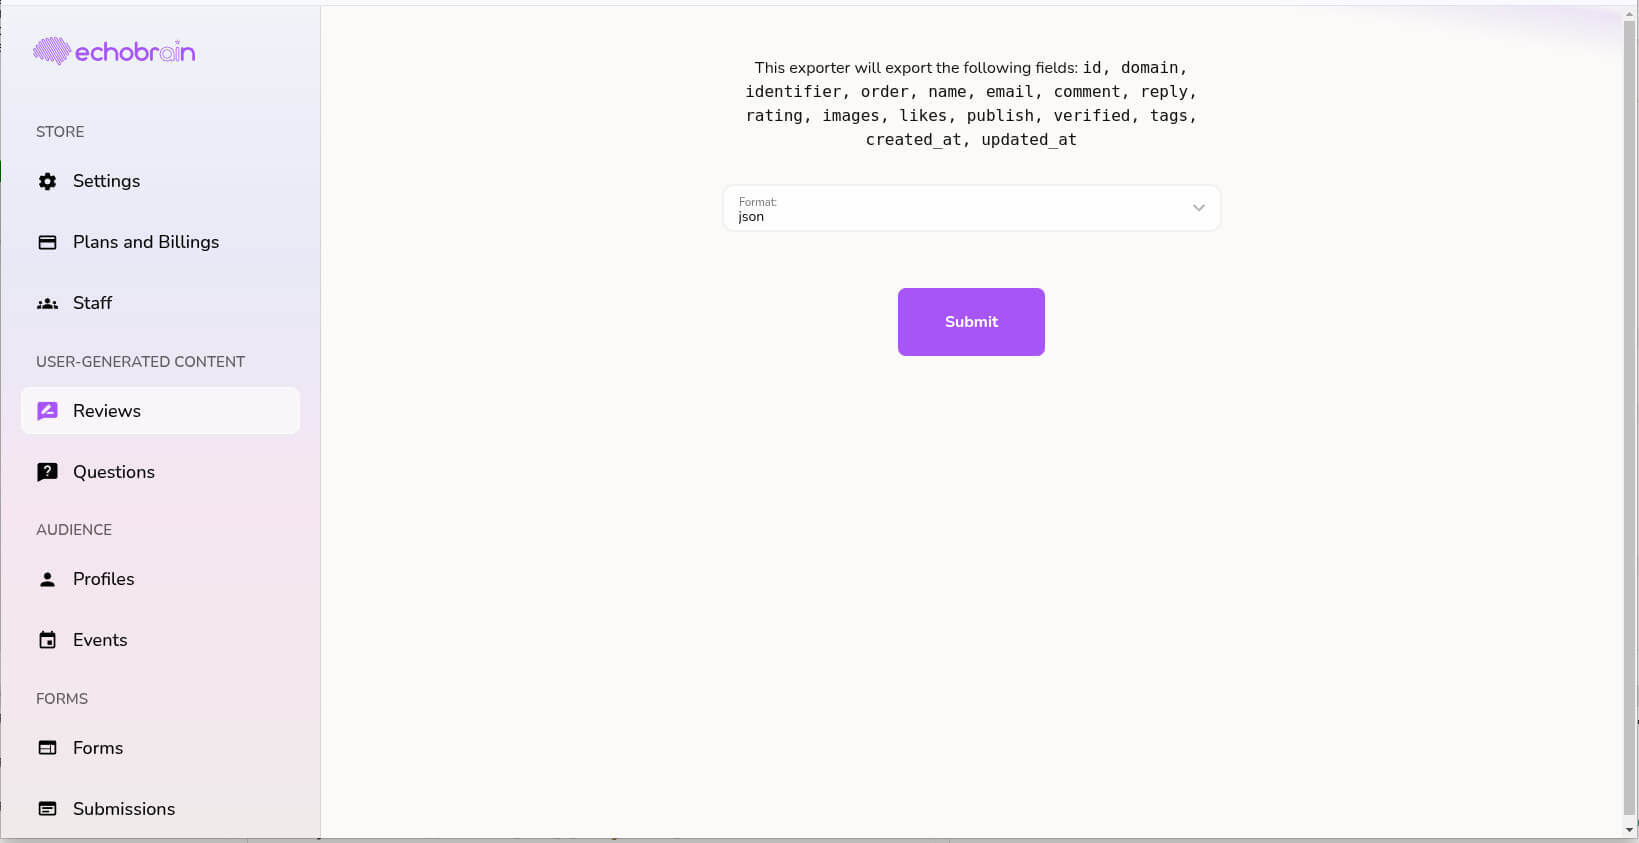 echobrain
STORE
Settings
Plans and Billings
Staff
USER-GENERATED CONTENT
Reviews
Questions
AUDIENCE
Profiles
Events
FORMS
Forms
Submissions
This exporter will export the following fields: id, domain,
identifier, order, name, email, comment, reply,
rating, images, likes, publish, verified, tags,
created_at, updated_at
Format:
json
Submit